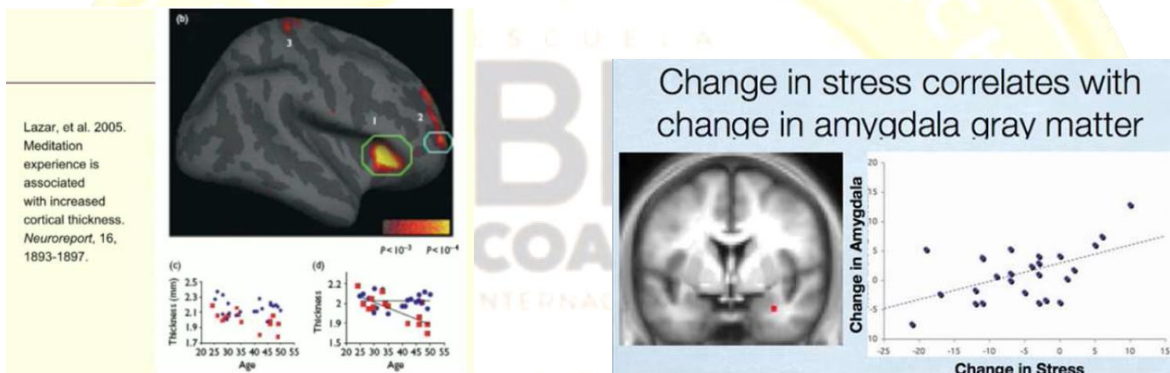 Lazar, et al. 2005.
Meditation
experience is
associated
with increased
cortical thickness.
Neuroreport, 16,
1893-1897.
(b)
3
1
2
P<10⁻³ P<10⁻⁴
(c)
Thickness (mm)
2.5
2.3
2.1
1.9
1.7
20 25 30 35 40 45 50 55
Age
(d)
Thickness
2.2
2
1.9
1.5
20 25 30 35 40 45 50 55
Age
ESCUELA
COA
INTERNAC
Change in stress correlates with
change in amygdala gray matter
Change in Amygdala
20
15
10
5
0
-5
-10
-25 -20 -15 -10 -5 0 5 10 15
Change in Stress